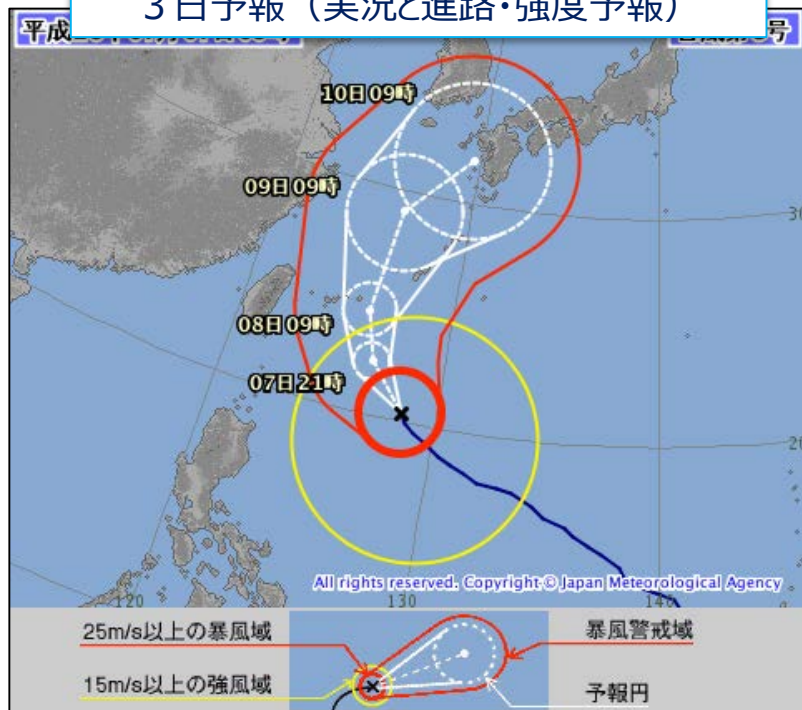 3日予報(実況と進路・強度予報)
平成
号
10日09時
09日09時
08日09時
07日21時
30
20
All rights reserved. Copyright © Japan Meteorological Agency
120
130
140
25m/s以上の暴風域
暴風警戒域
15m/s以上の強風域
予報円